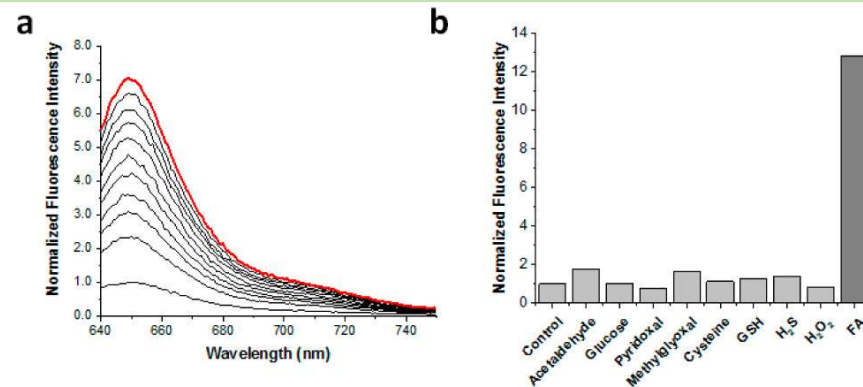 a
b
Normalized Fluorescence Intensity
8.0
7.0
6.0
5.0
4.0
3.0
2.0
1.0
0.0
640
660
680
700
720
740
Wavelength (nm)
Normalized Fluorescence Intensity
14
12
10
8
6
4
2
0
Control
Acetaldehyde
Glucose
Pyridoxal
Methylglyoxal
Cysteine
GSH
H₂S
H₂O₂
FA